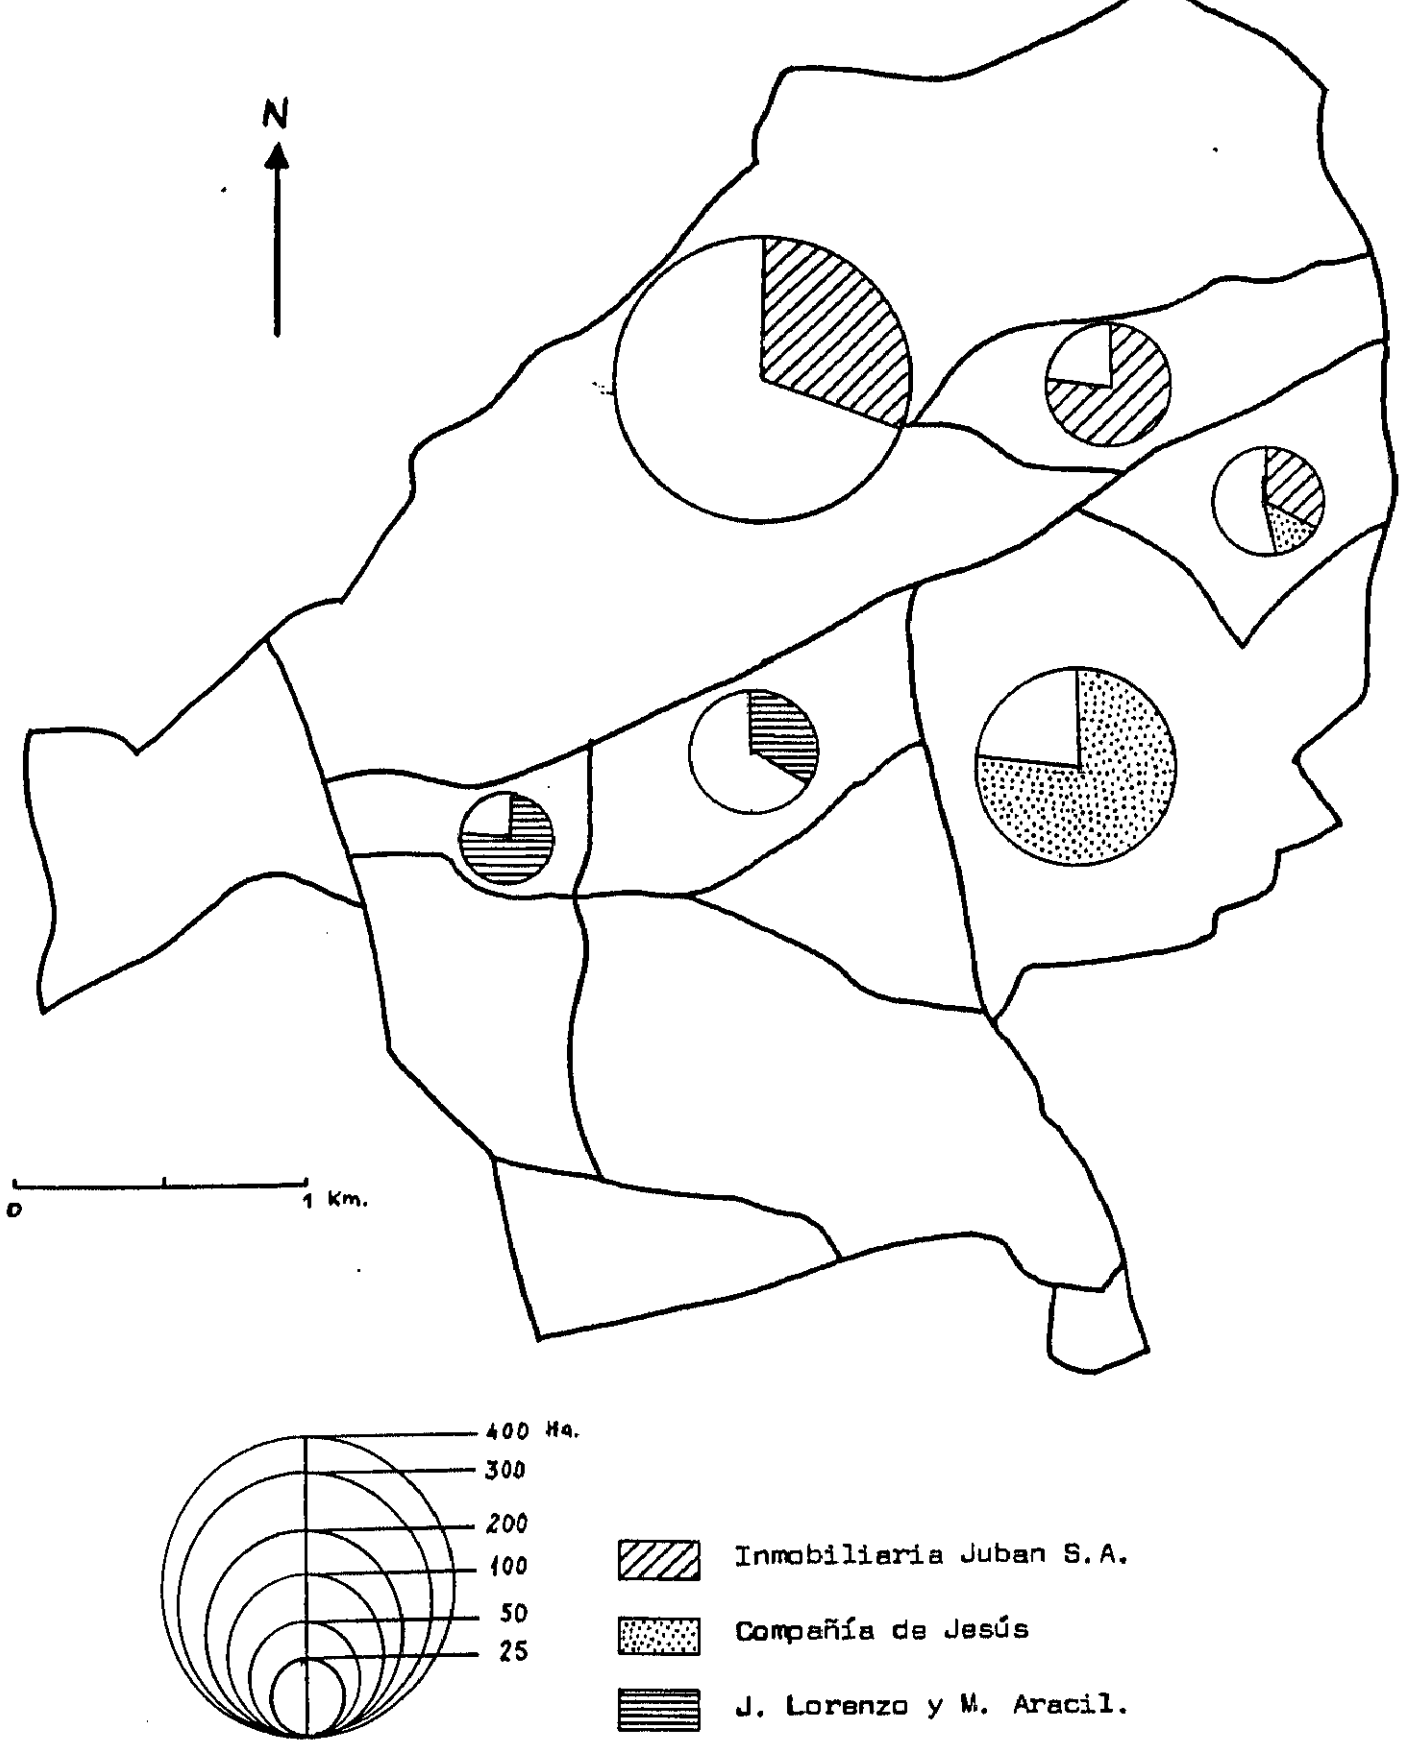 N
0 1 Km.
400 Ha.
300
200
100
50
25
Inmobiliaria Juban S.A.
Compañía de Jesús
J. Lorenzo y M. Aracil.